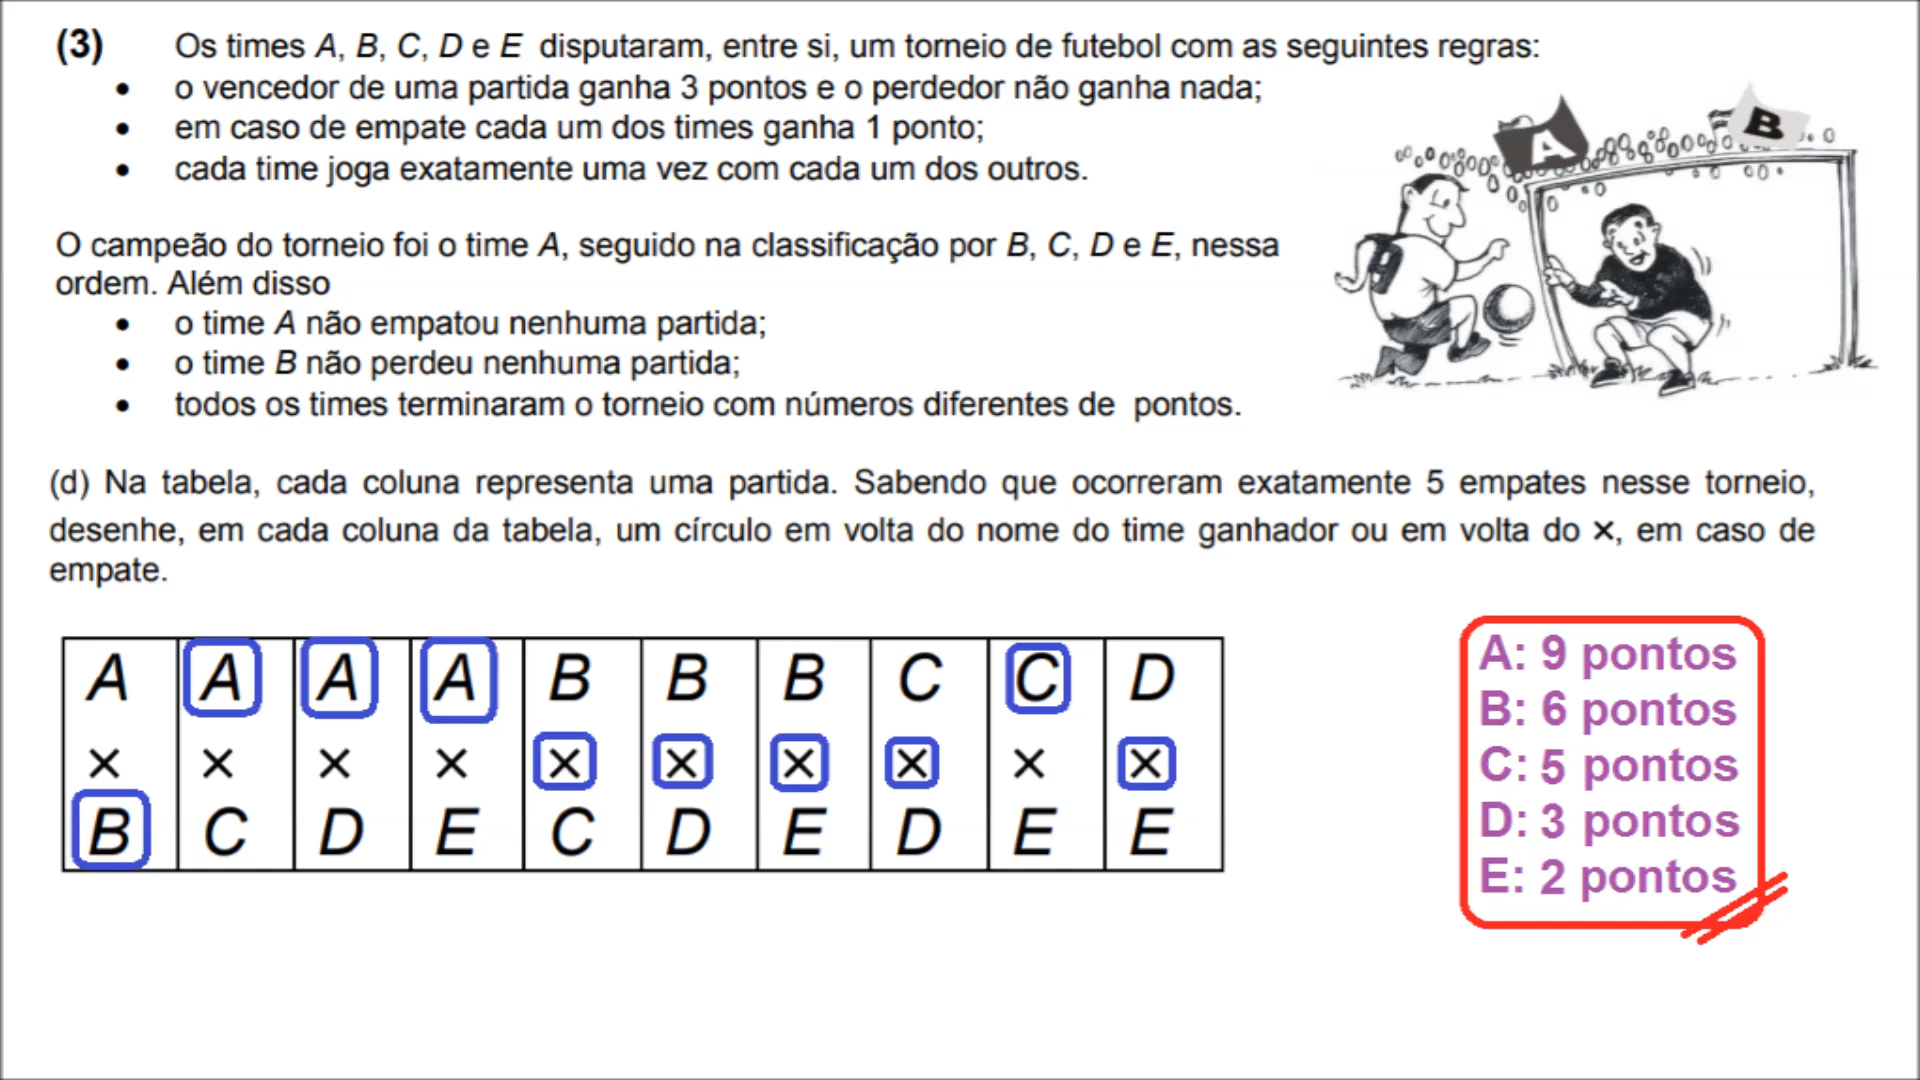 (3) Os times A, B, C, D e E disputaram, entre si, um torneio de futebol com as seguintes regras:
• o vencedor de uma partida ganha 3 pontos e o perdedor não ganha nada;
• em caso de empate cada um dos times ganha 1 ponto;
• cada time joga exatamente uma vez com cada um dos outros.
A
B
O campeão do torneio foi o time A, seguido na classificação por B, C, D e E, nessa
ordem. Além disso
• o time A não empatou nenhuma partida;
• o time B não perdeu nenhuma partida;
• todos os times terminaram o torneio com números diferentes de pontos.
(d) Na tabela, cada coluna representa uma partida. Sabendo que ocorreram exatamente 5 empates nesse torneio,
desenhe, em cada coluna da tabela, um círculo em volta do nome do time ganhador ou em volta do ×, em caso de
empate.
A A A A B B B C C D
× × × × × × × × × ×
B C D E C D E D E E
A: 9 pontos
B: 6 pontos
C: 5 pontos
D: 3 pontos
E: 2 pontos